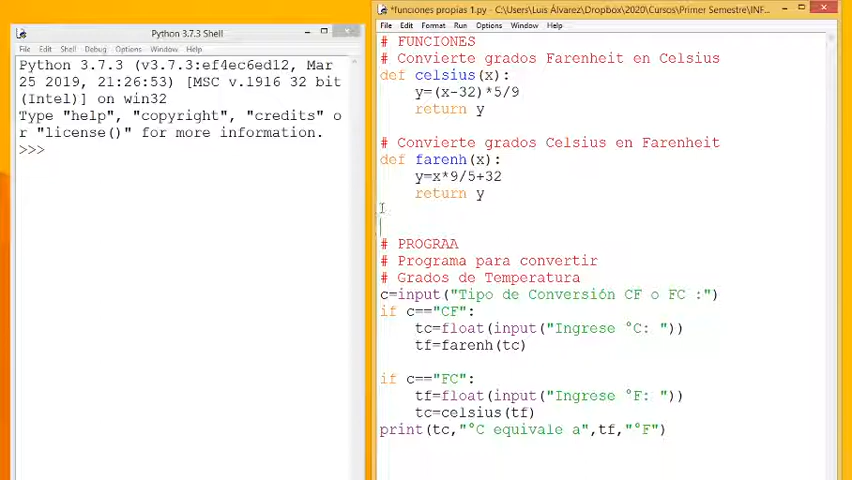 Python 3.7.3 Shell
File Edit Shell Debug Options Window Help
Python 3.7.3 (v3.7.3:ef4ec6ed12, Mar
25 2019, 21:26:53) [MSC v.1916 32 bit
(Intel)] on win32
Type "help", "copyright", "credits" o
r "license()" for more information.
>>>
*funciones propias 1.py - C:\Users\Luis Álvarez\Dropbox\2020\Cursos\Primer Semestre\INF...
File Edit Format Run Options Window Help
# FUNCIONES
# Convierte grados Farenheit en Celsius
def celsius(x):
y=(x-32)*5/9
return y
# Convierte grados Celsius en Farenheit
def farenh(x):
y=x*9/5+32
return y
# PROGRAA
# Programa para convertir
# Grados de Temperatura
c=input("Tipo de Conversión CF o FC :")
if c=="CF":
tc=float(input("Ingrese °C: "))
tf=farenh(tc)
if c=="FC":
tf=float(input("Ingrese °F: "))
tc=celsius(tf)
print(tc,"°C equivale a",tf,"°F")